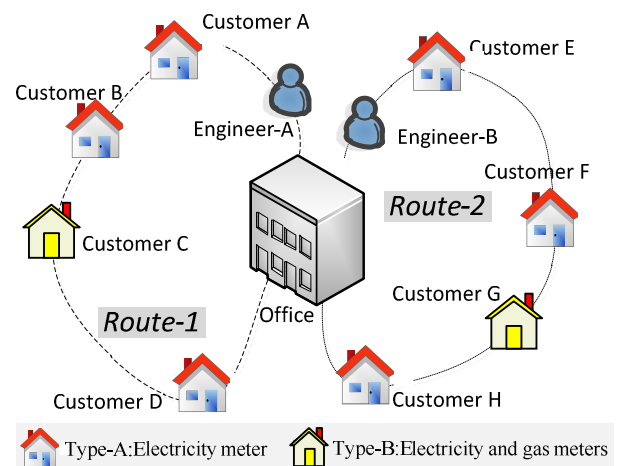 Customer A
Customer E
Customer B
Engineer-A
Engineer-B
Customer F
Route-2
Customer C
Customer G
Office
Route-1
Customer D
Customer H
Type-A:Electricity meter
Type-B:Electricity and gas meters